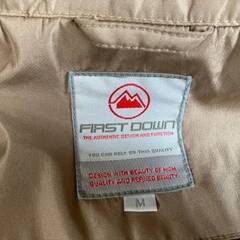 FIRST DOWN
THE AUTHENTIC DESIGN AND FUNCTION
YOU CAN RELY ON THIS QUALITY
DESIGN WITH BEAUTY OF HIGH
QUALITY AND REFINED BEAUTY
M